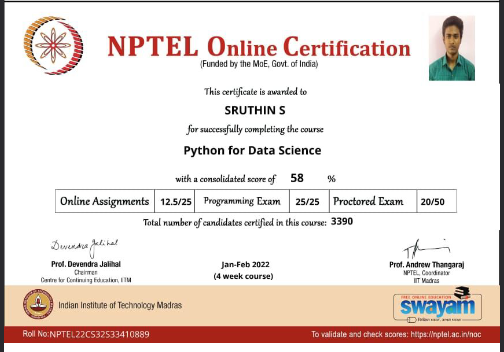 NPTEL Online Certification
(Funded by the MoE, Govt. of India)
This certificate is awarded to
SRUTHIN S
for successfully completing the course
Python for Data Science
with a consolidated score of 58 %
Online Assignments 12.5/25 Programming Exam 25/25 Proctored Exam 20/50
Total number of candidates certified in this course: 3390
Devendra Jalihal
Prof. Devendra Jalihal
Chairman
Centre for Continuing Education, IITM
Jan-Feb 2022
(4 week course)
Prof. Andrew Thangaraj
NPTEL, Coordinator
IIT Madras
Indian Institute of Technology Madras
FREE ONLINE EDUCATION
swayam
Roll No:NPTEL22CS32S33410889
To validate and check scores: https://nptel.ac.in/noc